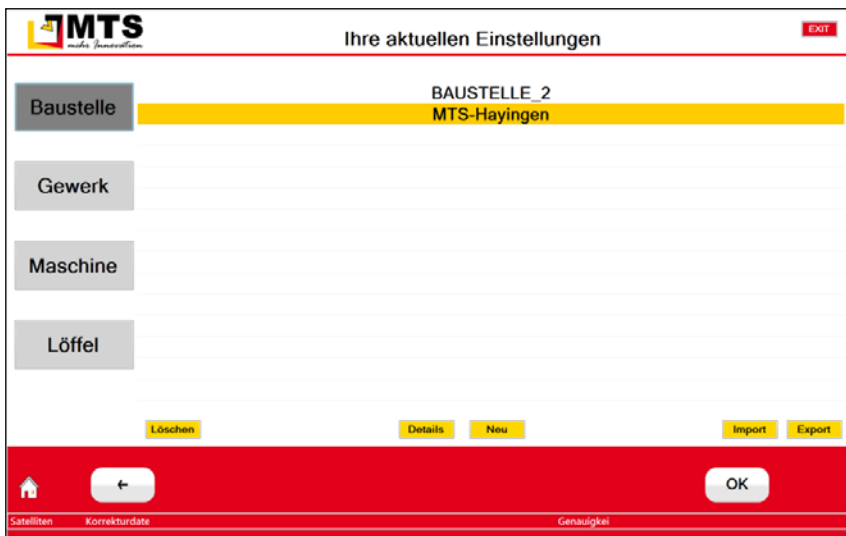 MTS
mehr Innovation
Ihre aktuellen Einstellungen
EXIT
Baustelle
BAUSTELLE_2
MTS-Hayingen
Gewerk
Maschine
Löffel
Löschen
Details
Neu
Import
Export
←
OK
Satelliten
Korrekturdate
Genauigkei